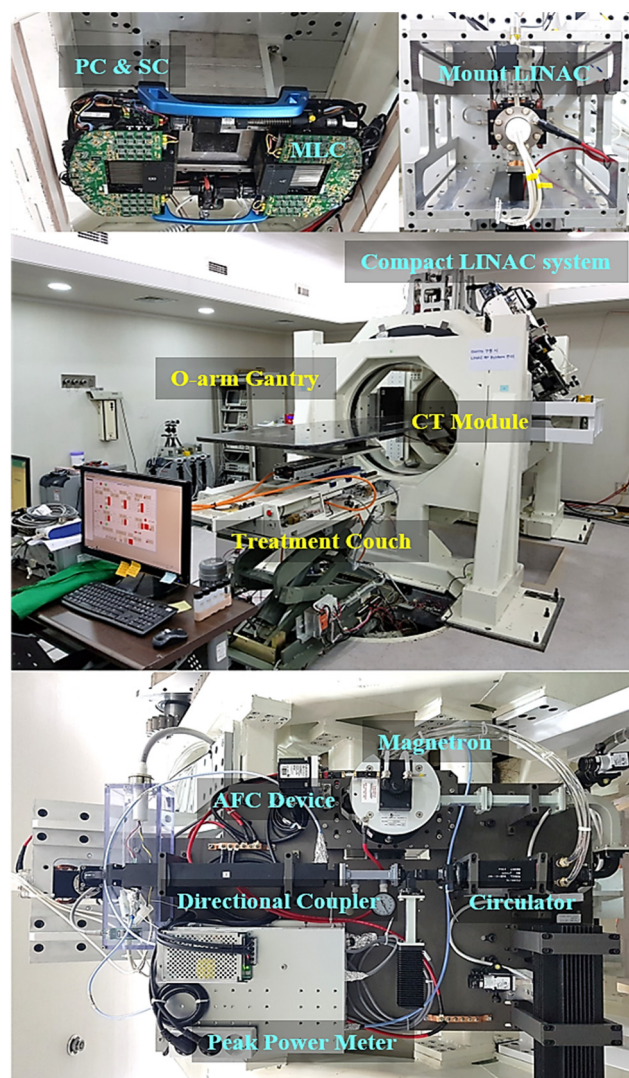 PC & SC
Mount LINAC
MLC
Compact LINAC system
O-arm Gantry
CT Module
Treatment Couch
Magnetron
AFC Device
Directional Coupler
Circulator
Peak Power Meter